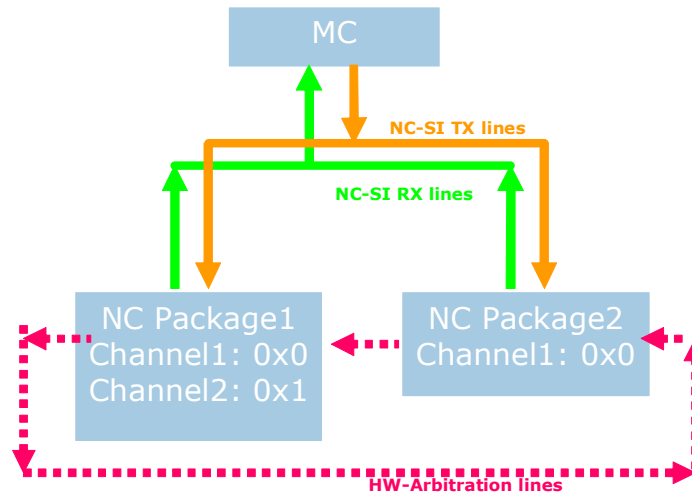 MC
NC-SI TX lines
NC-SI RX lines
NC Package1
Channel1: 0x0
Channel2: 0x1
NC Package2
Channel1: 0x0
HW-Arbitration lines